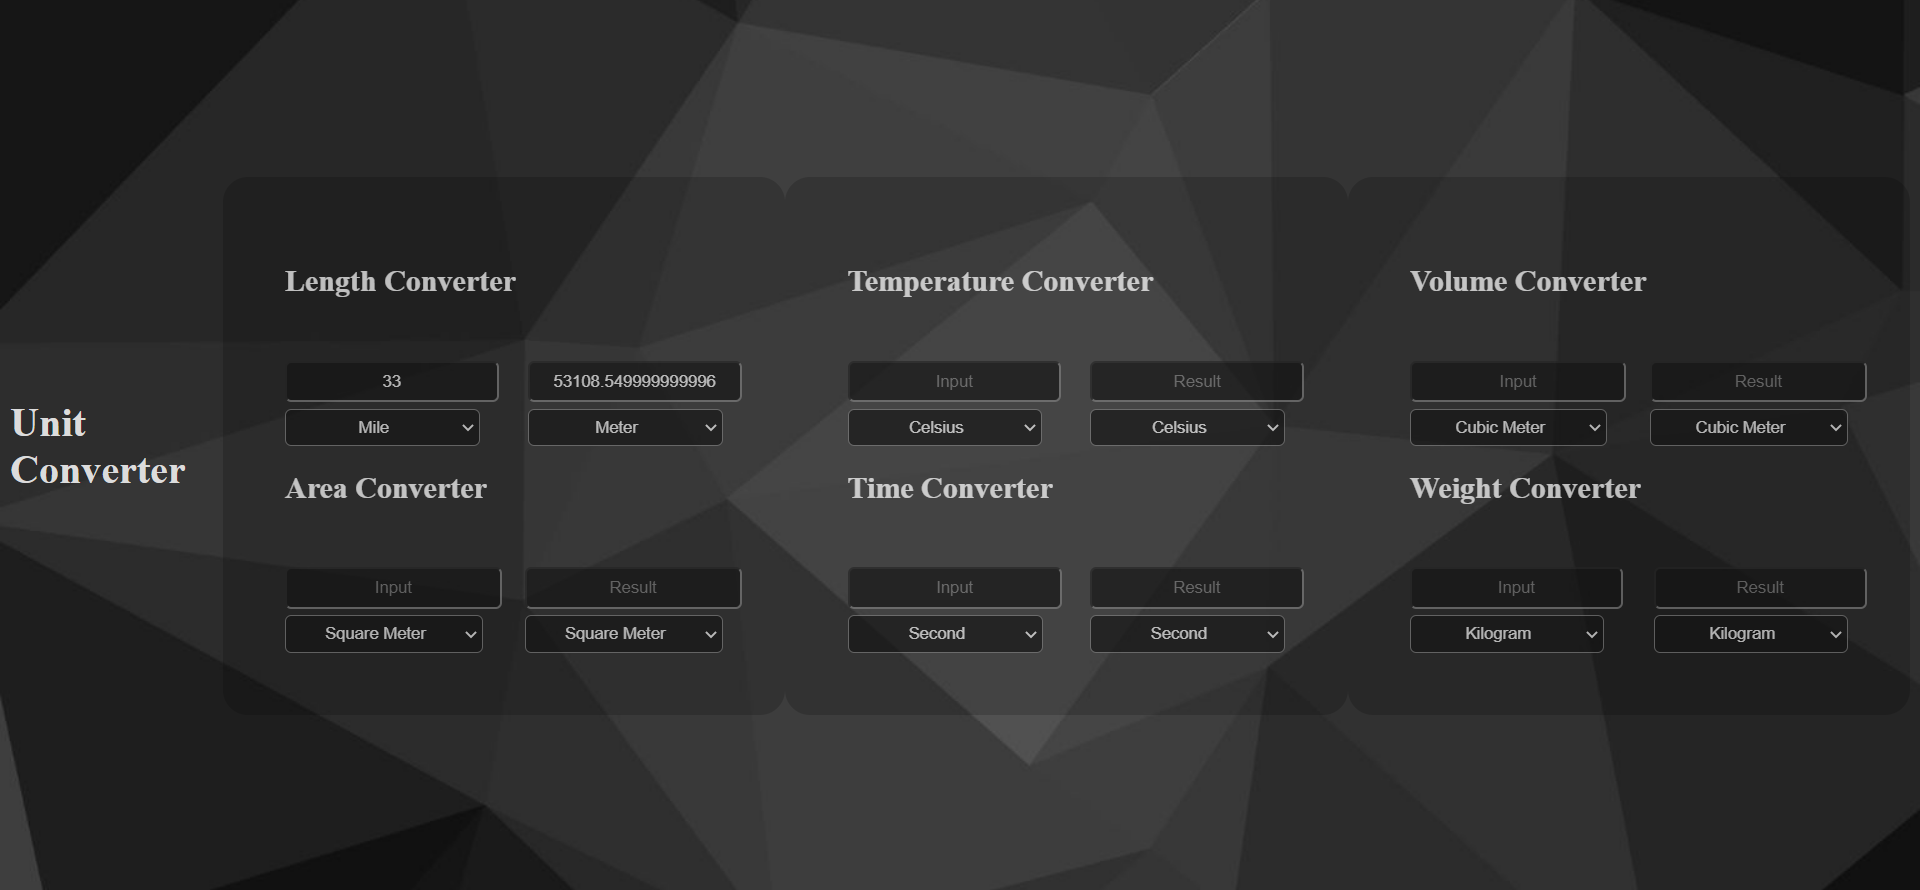 Unit
Converter
Length Converter
33
53108.549999999996
Mile
Meter
Area Converter
Input
Result
Square Meter
Square Meter
Temperature Converter
Input
Result
Celsius
Celsius
Time Converter
Input
Result
Second
Second
Volume Converter
Input
Result
Cubic Meter
Cubic Meter
Weight Converter
Input
Result
Kilogram
Kilogram